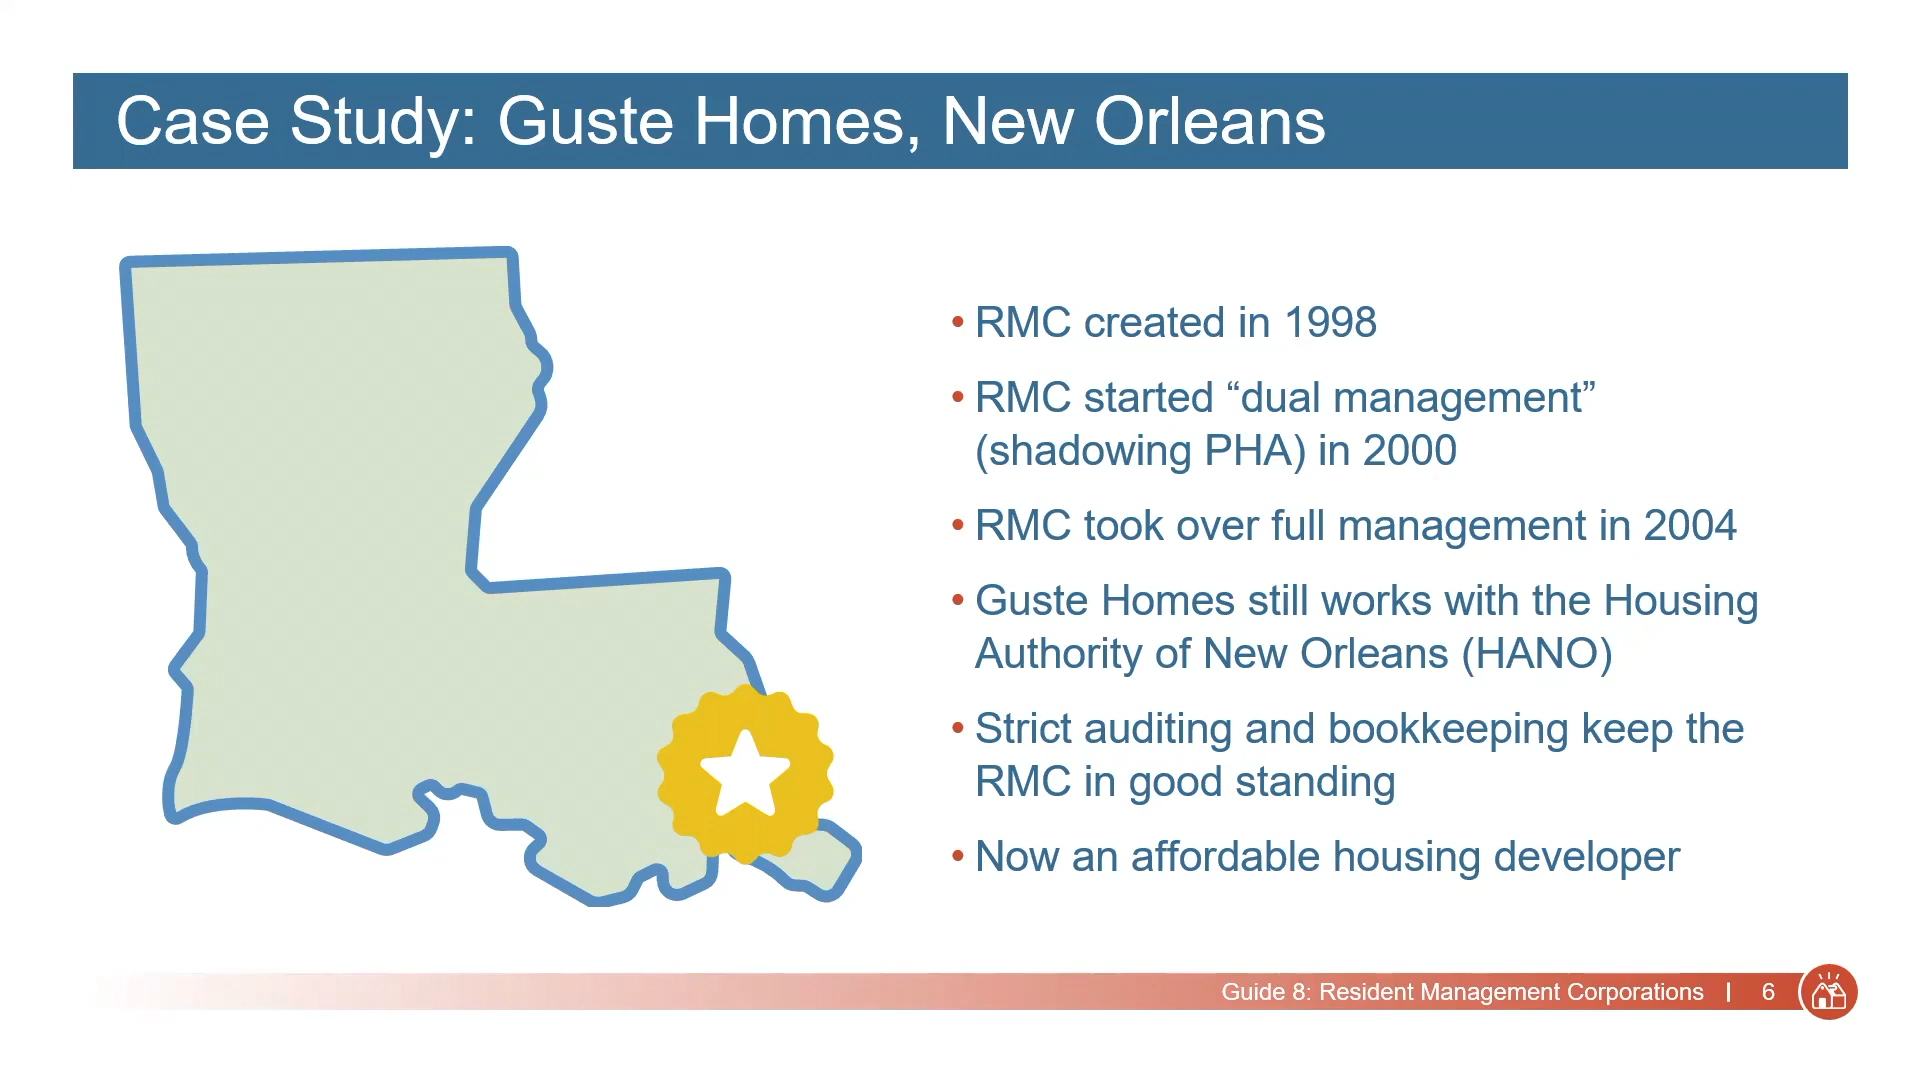 Case Study: Guste Homes, New Orleans
• RMC created in 1998
• RMC started “dual management”
(shadowing PHA) in 2000
• RMC took over full management in 2004
• Guste Homes still works with the Housing
Authority of New Orleans (HANO)
• Strict auditing and bookkeeping keep the
RMC in good standing
• Now an affordable housing developer
Guide 8: Resident Management Corporations | 6